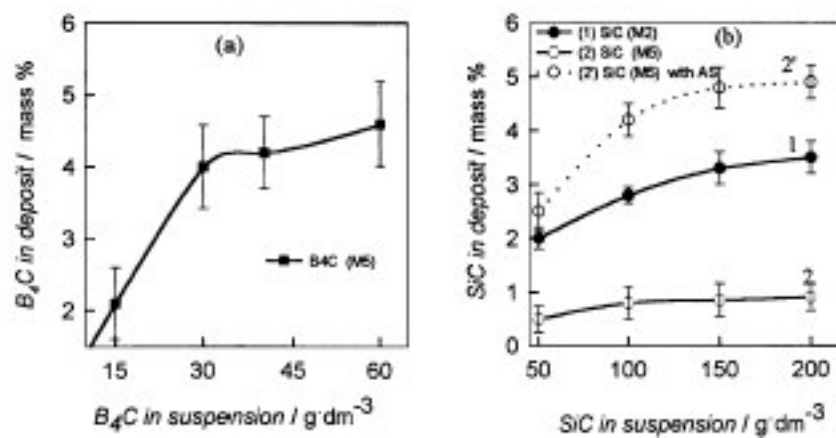 (a)
6
5
4
3
2
B₄C in deposit / mass %
B4C (M5)
15 30 45 60
B₄C in suspension / g·dm⁻³
(b)
(1) SiC (M2)
(2) SiC (M5)
(2') SiC (M5) with AS
6
5
4
3
2
1
0
SiC in deposit / mass %
2'
1
2
50 100 150 200
SiC in suspension / g·dm⁻³